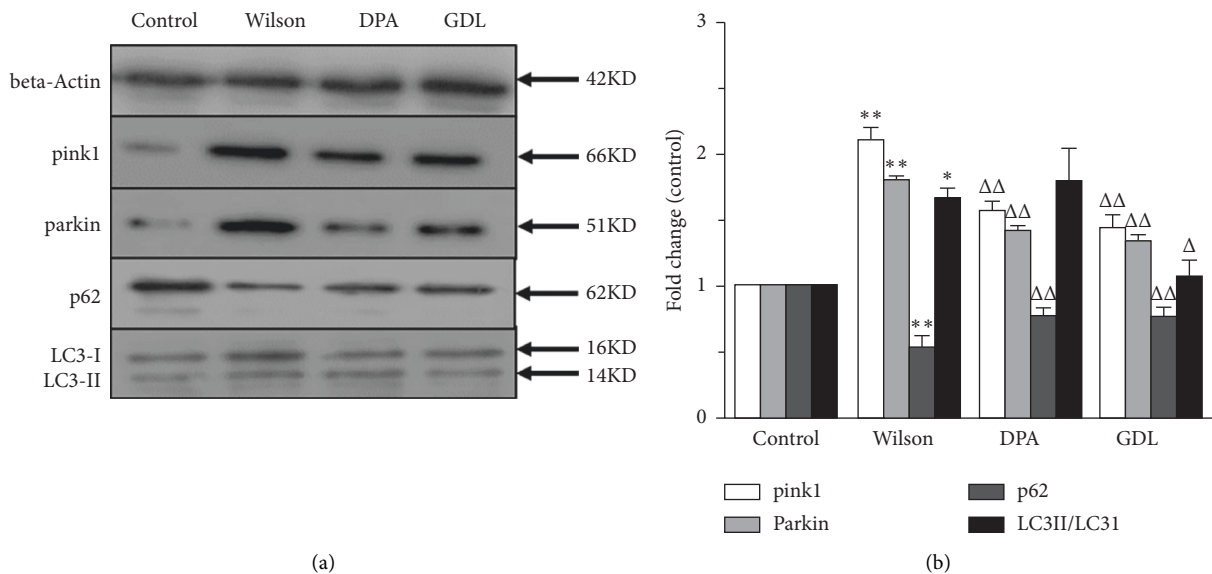 Control Wilson DPA GDL
beta-Actin 42KD
pink1 66KD
parkin 51KD
p62 62KD
LC3-I 16KD
LC3-II 14KD
(a)
Fold change (control)
3
2
1
0
** ** ** *
ΔΔ ΔΔ ΔΔ
ΔΔ ΔΔ ΔΔ Δ
Control Wilson DPA GDL
pink1 p62
Parkin LC3II/LC31
(b)